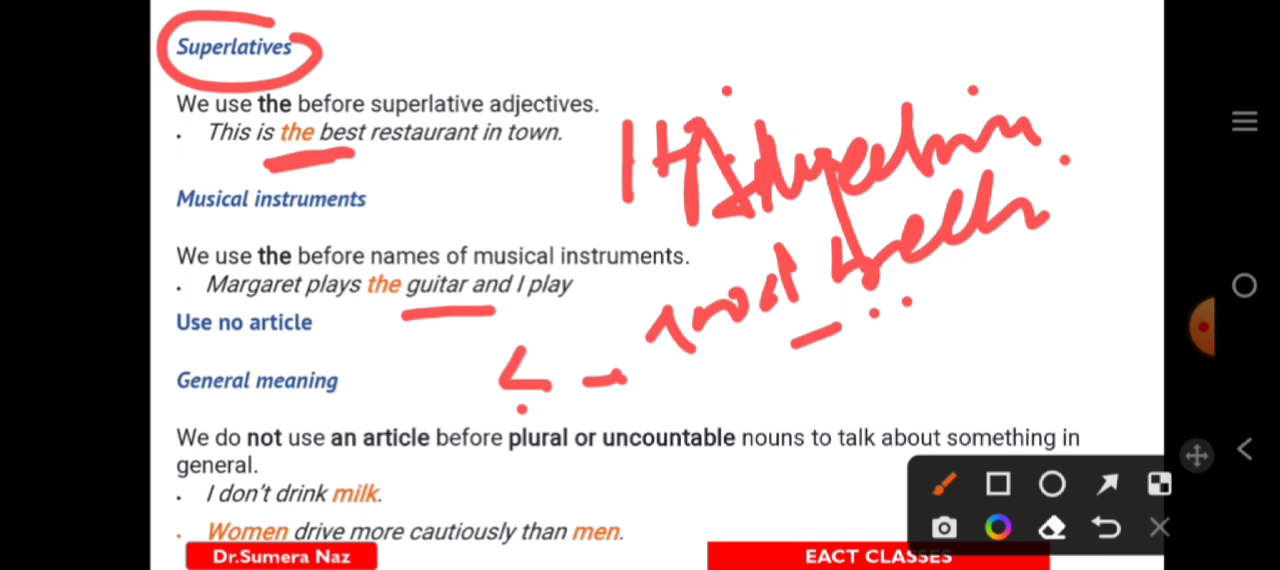 Superlatives
We use the before superlative adjectives.
· This is the best restaurant in town.
Musical instruments
We use the before names of musical instruments.
· Margaret plays the guitar and I play
Use no article
General meaning
We do not use an article before plural or uncountable nouns to talk about something in
general.
· I don't drink milk.
· Women drive more cautiously than men.
Dr.Sumera Naz
EACT CLASSES
most